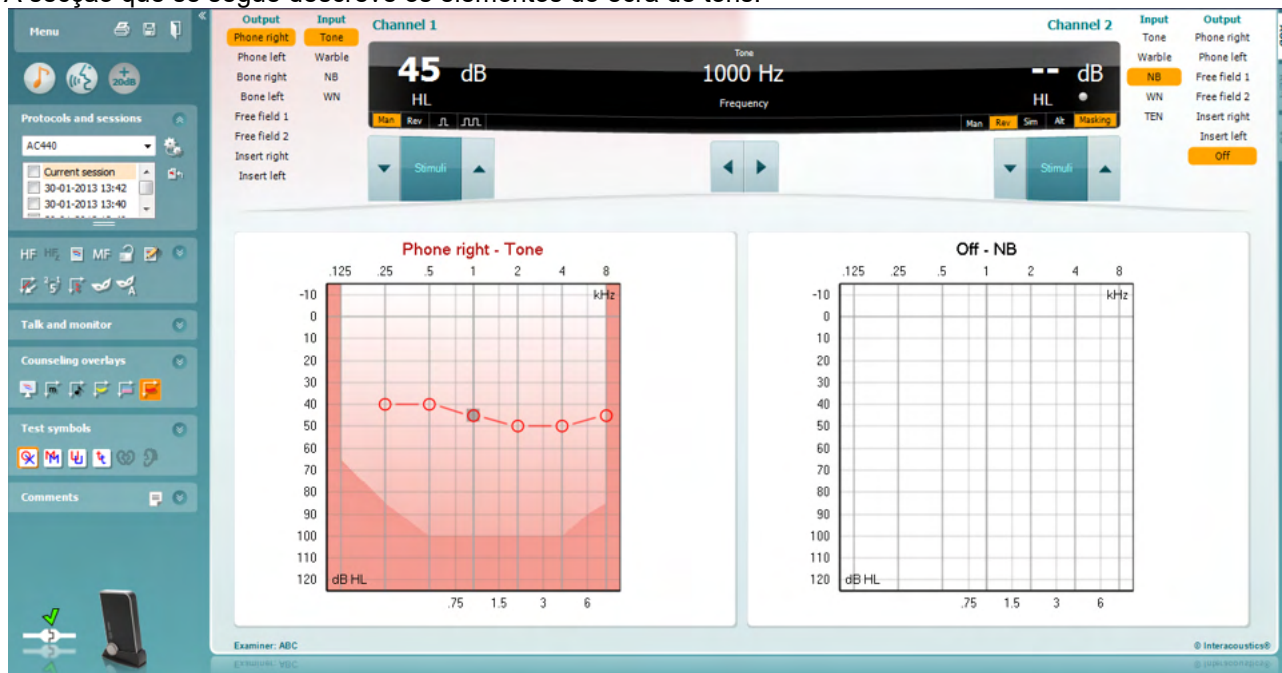 A secção que se segue descreve os elementos do ecrã de tons.
Menu
+
20dB
Protocols and sessions
AC440
Current session
30-01-2013 13:42
30-01-2013 13:40
HF HF2 MF
Talk and monitor
Counseling overlays
Test symbols
Comments
Output Input Channel 1 Channel 2 Input Output
Phone right Tone Tone Tone Phone right
Phone left Warble 45 dB 1000 Hz -- dB Warble Phone left
Bone right NB NB Free field 1
Bone left WN HL Frequency HL WN Free field 2
Free field 1 Man Rev Man Rev Sim Alt Masking TEN Insert right
Free field 2 Insert left
Insert right Stimuli Stimuli Off
Insert left
Phone right - Tone
.125 .25 .5 1 2 4 8
kHz
-10
0
10
20
30
40
50
60
70
80
90
100
110
120 dB HL
.75 1.5 3 6
Off - NB
.125 .25 .5 1 2 4 8
kHz
-10
0
10
20
30
40
50
60
70
80
90
100
110
120 dB HL
.75 1.5 3 6
Examiner: ABC
© Interacoustics®